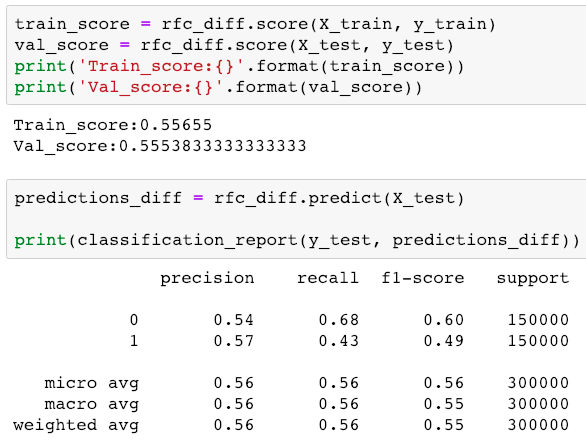 train_score = rfc_diff.score(X_train, y_train)
val_score = rfc_diff.score(X_test, y_test)
print('Train_score:{}'.format(train_score))
print('Val_score:{}'.format(val_score))
Train_score:0.55655
Val_score:0.5553833333333333
predictions_diff = rfc_diff.predict(X_test)
print(classification_report(y_test, predictions_diff))
precision recall f1-score support
0 0.54 0.68 0.60 150000
1 0.57 0.43 0.49 150000
micro avg 0.56 0.56 0.56 300000
macro avg 0.56 0.56 0.55 300000
weighted avg 0.56 0.56 0.55 300000